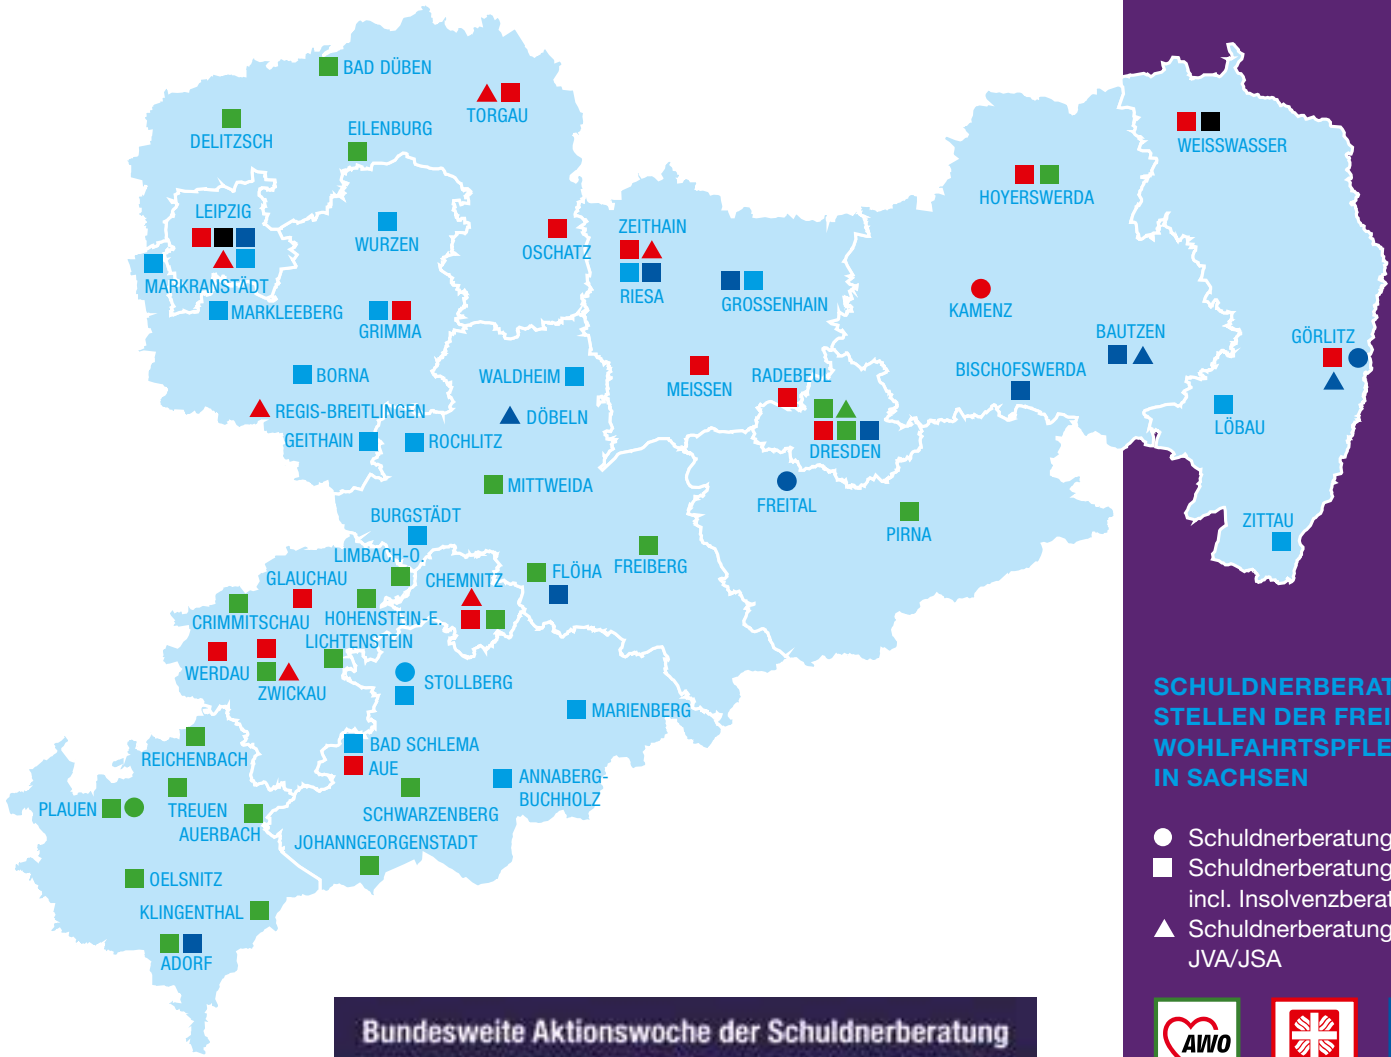 BAD DÜBEN
TORGAU
DELITZSCH
EILENBURG
WEISSWASSER
HOYERSWERDA
LEIPZIG
WURZEN
OSCHATZ
ZEITHAIN
MARKRANSTÄDT
RIESA
GROSSENHAIN
KAMENZ
MARKLEEBERG
GRIMMA
BAUTZEN
GÖRLITZ
BORNA
WALDHEIM
MEISSEN
RADEBEUL
BISCHOFSWERDA
REGIS-BREITLINGEN
DÖBELN
LÖBAU
GEITHAIN
ROCHLITZ
DRESDEN
MITTWEIDA
FREITAL
PIRNA
ZITTAU
BURGSTÄDT
LIMBACH-O.
GLAUCHAU
CHEMNITZ
FLÖHA
FREIBERG
CRIMMITSCHAU
HOHENSTEIN-E.
LICHTENSTEIN
WERDAU
ZWICKAU
STOLLBERG
MARIENBERG
REICHENBACH
BAD SCHLEMA
AUE
ANNABERG-
BUCHHOLZ
PLAUEN
TREUEN
AUERBACH
SCHWARZENBERG
JOHANNGEORGENSTADT
OELSNITZ
KLINGENTHAL
ADORF
SCHULDNERBERAT
STELLEN DER FREI
WOHLFAHRTSPFLE
IN SACHSEN
Schuldnerberatung
Schuldnerberatung
incl. Insolvenzberat
Schuldnerberatung
JVA/JSA
AWO
Bundesweite Aktionswoche der Schuldnerberatung